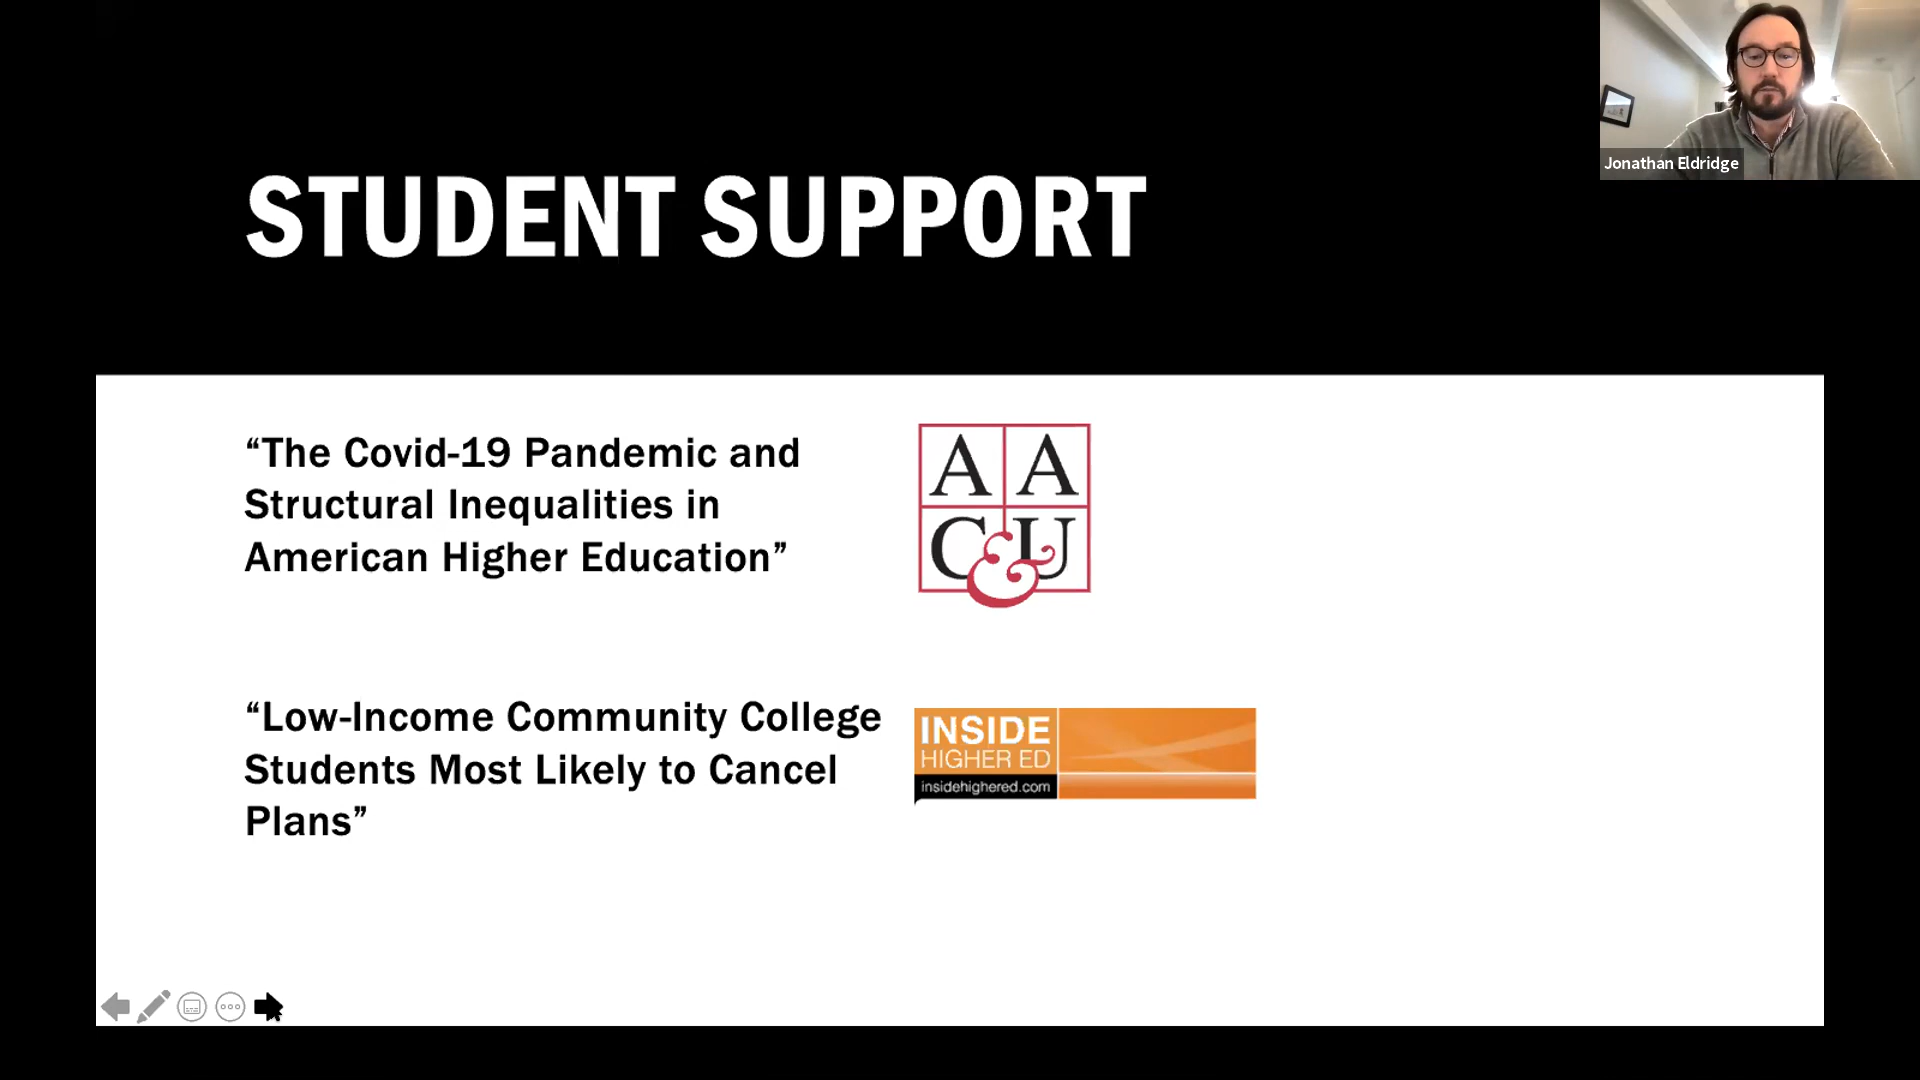 STUDENT SUPPORT
Jonathan Eldridge
“The Covid-19 Pandemic and
Structural Inequalities in
American Higher Education”
A A
C & U
“Low-Income Community College
Students Most Likely to Cancel
Plans”
INSIDE
HIGHER ED
insidehighered.com